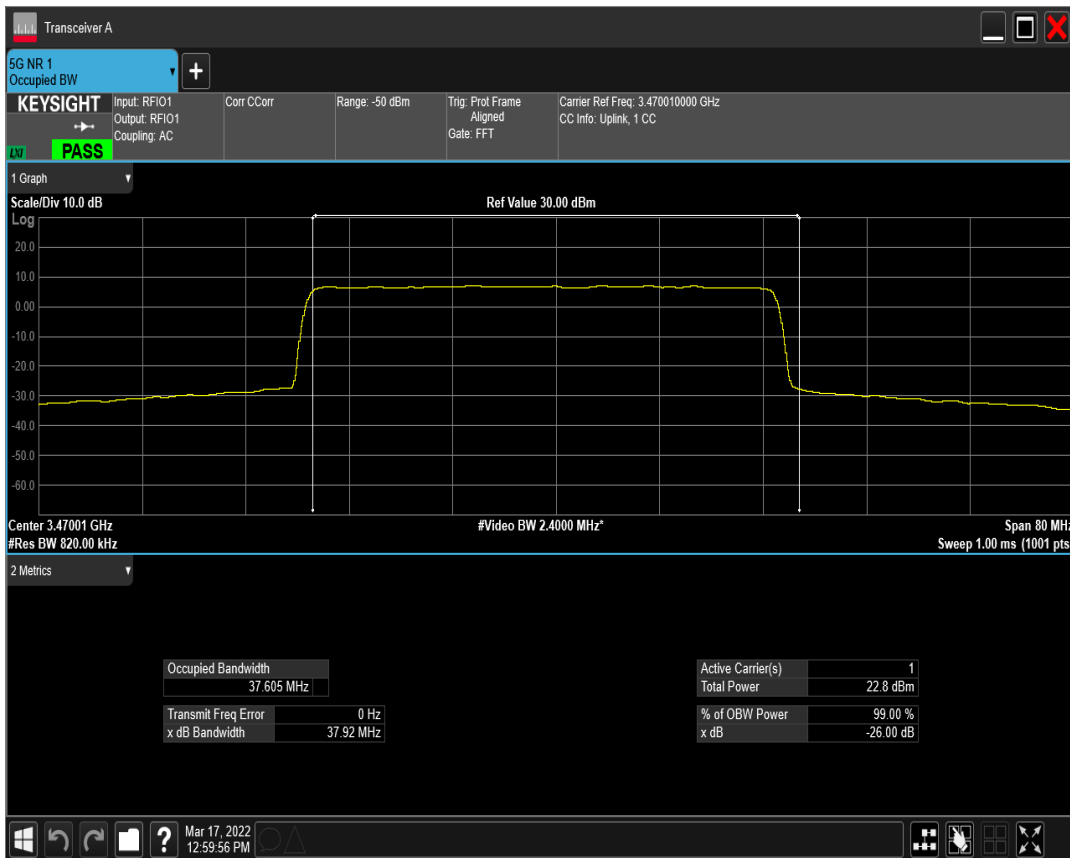 Transceiver A
5G NR 1
Occupied BW
+
KEYSIGHT
LXI
PASS
Input: RFIO1
Output: RFIO1
Coupling: AC
Corr CCorr
Range: -50 dBm
Trig: Prot Frame
Aligned
Gate: FFT
Carrier Ref Freq: 3.470010000 GHz
CC Info: Uplink, 1 CC
1 Graph
Scale/Div 10.0 dB
Ref Value 30.00 dBm
Log
20.0
10.0
0.00
-10.0
-20.0
-30.0
-40.0
-50.0
-60.0
Center 3.47001 GHz
#Video BW 2.4000 MHz*
Span 80 MHz
#Res BW 820.00 kHz
Sweep 1.00 ms (1001 pts
2 Metrics
Occupied Bandwidth
37.605 MHz
Transmit Freq Error 0 Hz
x dB Bandwidth 37.92 MHz
Active Carrier(s) 1
Total Power 22.8 dBm
% of OBW Power 99.00 %
x dB -26.00 dB
?
Mar 17, 2022
12:59:56 PM